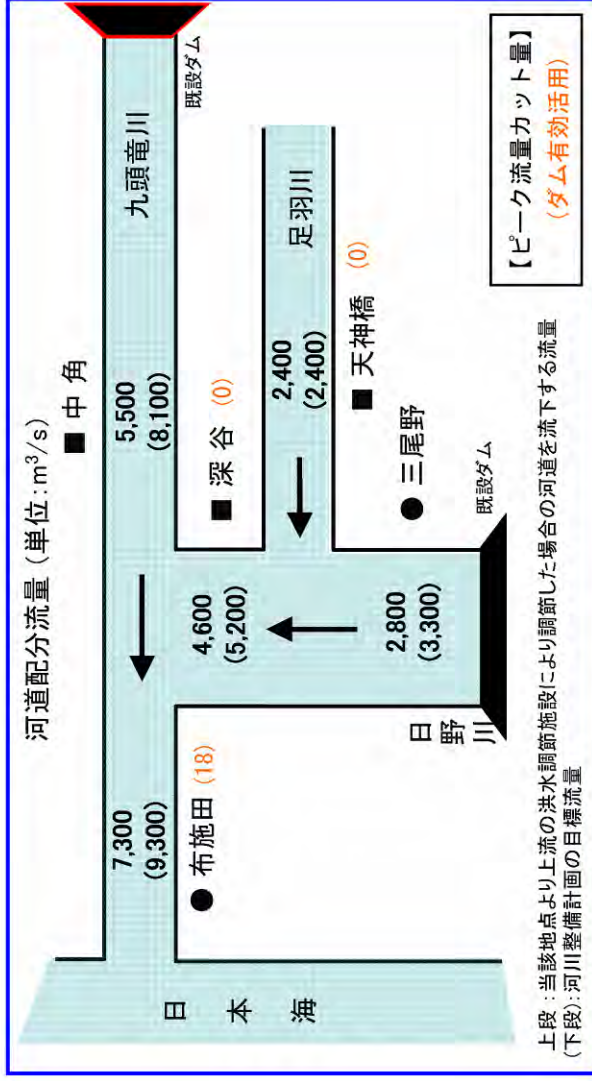 河道配分流量(単位:m³/s)
■中角
九頭竜川
既設ダム
5,500
(8,100)
7,300
(9,300)
日本海
●布施田(18)
■深谷(0)
4,600
(5,200)
足羽川
2,400
(2,400)
■天神橋(0)
●三尾野
2,800
(3,300)
日野川
既設ダム
【ピーク流量カット量】
(ダム有効活用)
上段:当該地点より上流の洪水調節施設により調節した場合の河道を流下する流量
(下段):河川整備計画の目標流量